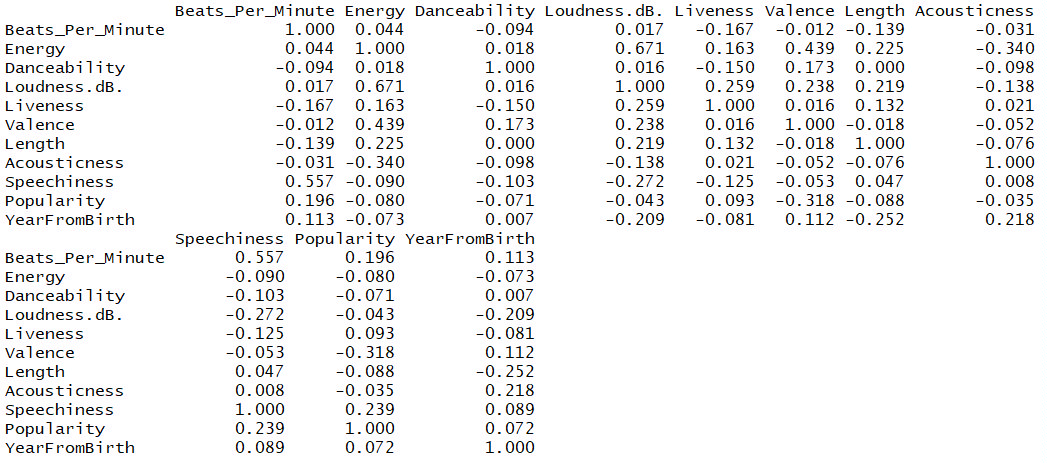 Beats_Per_Minute Energy Danceability Loudness.dB. Liveness Valence Length Acousticness
Beats_Per_Minute             1.000  0.044       -0.094        0.017   -0.167  -0.012 -0.139       -0.031
Energy                       0.044  1.000        0.018        0.671    0.163   0.439  0.225       -0.340
Danceability                -0.094  0.018        1.000        0.016   -0.150   0.173  0.000       -0.098
Loudness.dB.                 0.017  0.671        0.016        1.000    0.259   0.238  0.219       -0.138
Liveness                    -0.167  0.163       -0.150        0.259    1.000   0.016  0.132        0.021
Valence                     -0.012  0.439        0.173        0.238    0.016   1.000 -0.018       -0.052
Length                      -0.139  0.225        0.000        0.219    0.132  -0.018  1.000       -0.076
Acousticness                -0.031 -0.340       -0.098       -0.138    0.021  -0.052 -0.076        1.000
Speechiness                  0.557 -0.090       -0.103       -0.272   -0.125  -0.053  0.047        0.008
Popularity                   0.196 -0.080       -0.071       -0.043    0.093  -0.318 -0.088       -0.035
YearFromBirth                0.113 -0.073        0.007       -0.209   -0.081   0.112 -0.252        0.218
                 Speechiness Popularity YearFromBirth
Beats_Per_Minute       0.557      0.196         0.113
Energy                -0.090     -0.080        -0.073
Danceability          -0.103     -0.071         0.007
Loudness.dB.          -0.272     -0.043        -0.209
Liveness              -0.125      0.093        -0.081
Valence               -0.053     -0.318         0.112
Length                 0.047     -0.088        -0.252
Acousticness           0.008     -0.035         0.218
Speechiness            1.000      0.239         0.089
Popularity             0.239      1.000         0.072
YearFromBirth          0.089      0.072         1.000